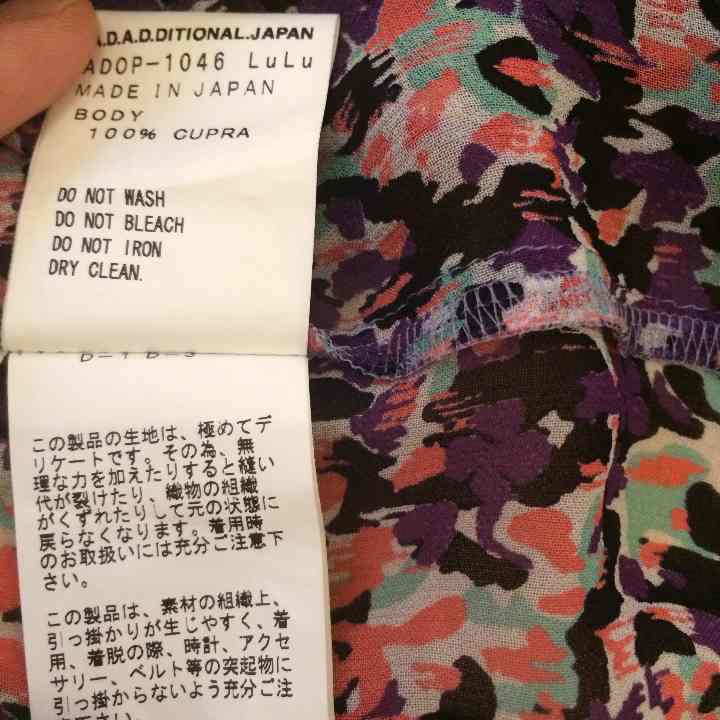 A.D.A.D.DITIONAL.JAPAN
ADOP-1046 LuLu
MADE IN JAPAN
BODY
100% CUPRA
DO NOT WASH
DO NOT BLEACH
DO NOT IRON
DRY CLEAN.
この製品の生地は、極めてデ
リケートです。その為、無
理な力を加えたりすると縫い
代が裂けたり、織物の組織
がくずれたりして元の状態に
戻らなくなります。着用時
のお取扱いには充分ご注意下
さい。
この製品は、素材の組織上、
引っ掛かりが生じやすく、着
用、着脱の際、時計、アクセ
サリー、ベルト等の突起物に
引っ掛からないよう充分ご注